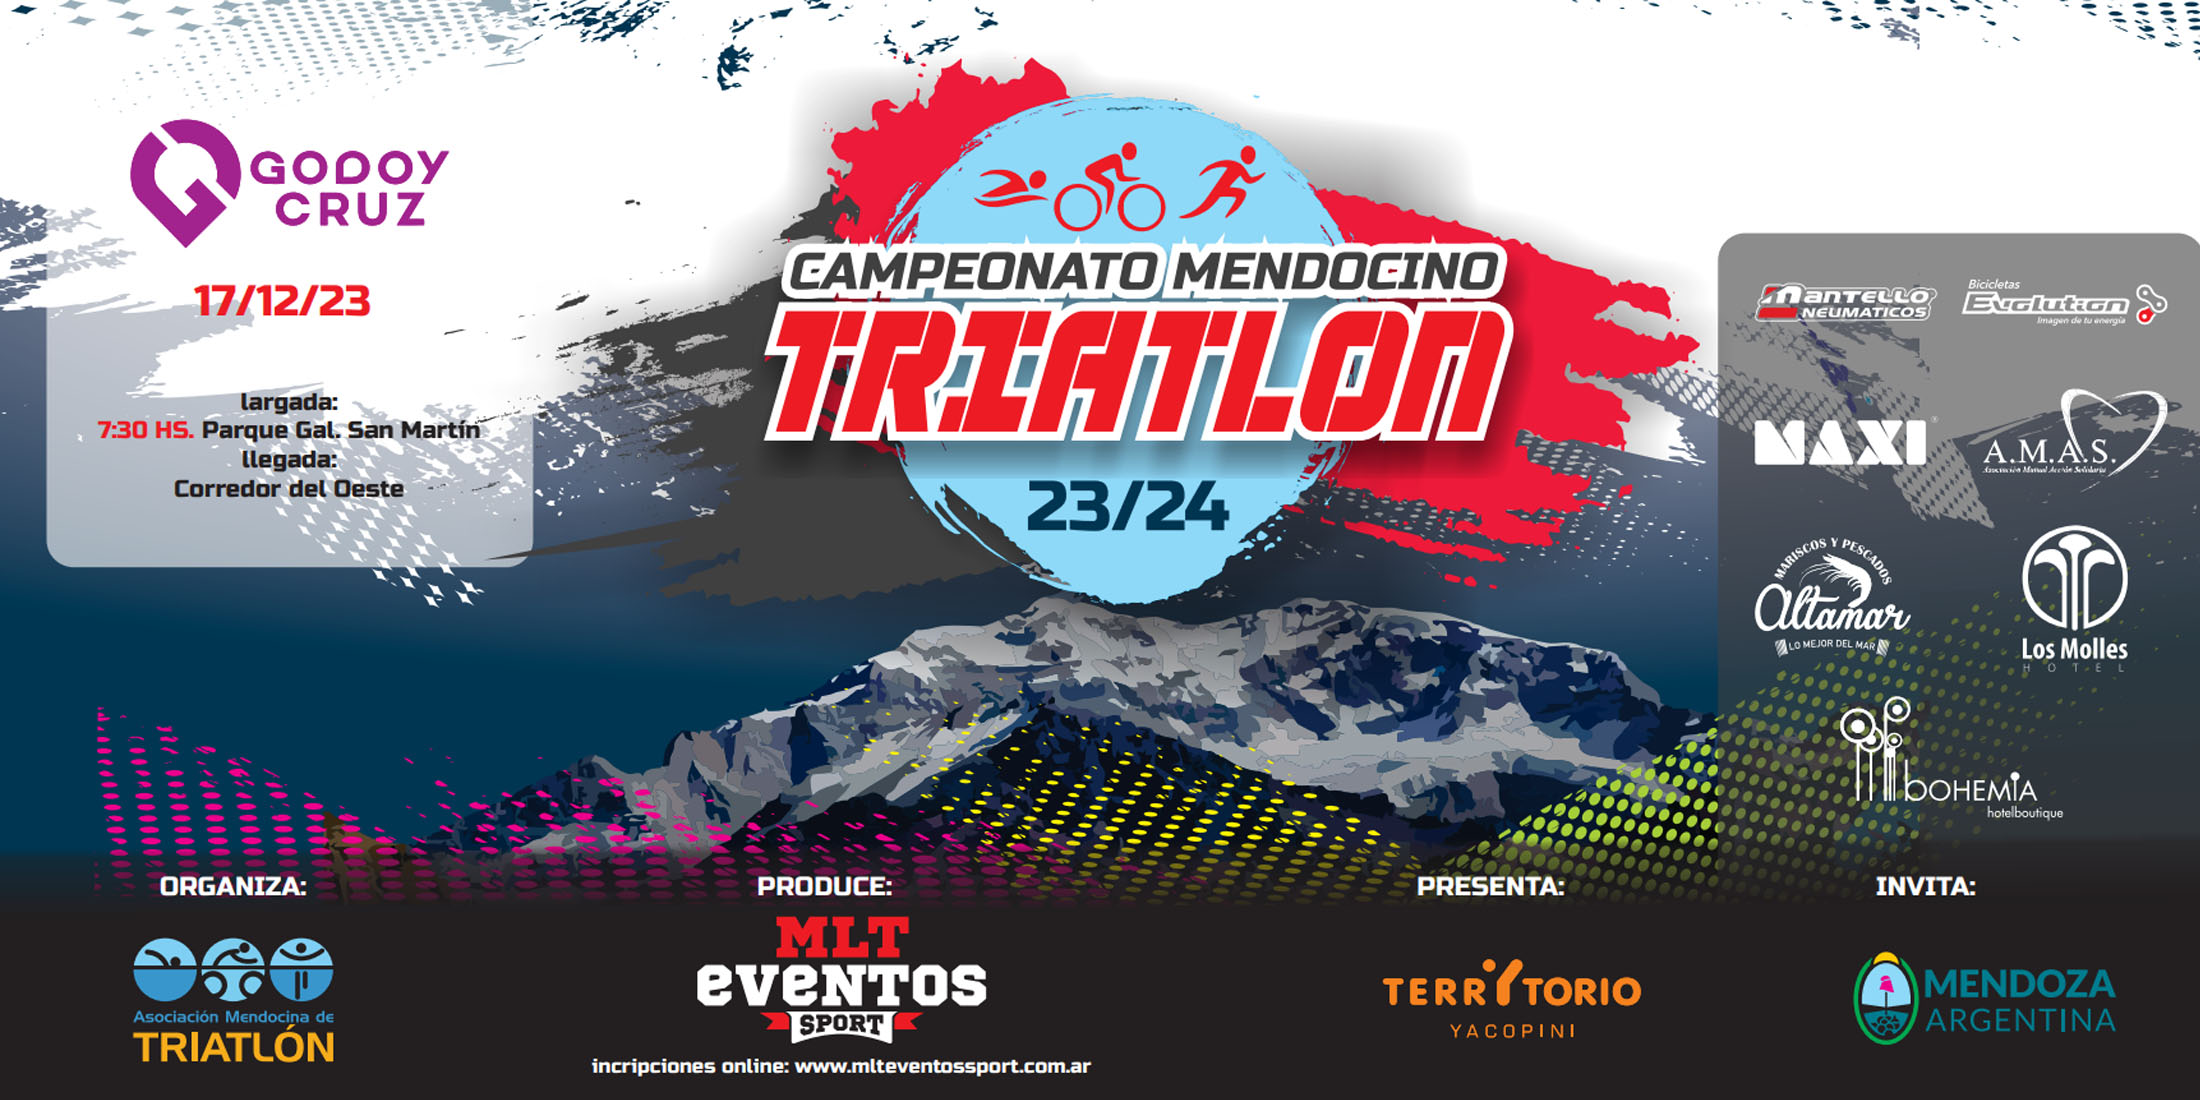 GODOY
CRUZ
17/12/23
largada:
7:30 HS. Parque Gal. San Martín
llegada:
Corredor del Oeste
CAMPEONATO MENDOCINO
TRIATLON
23/24
MANTELLO
NEUMATICOS
Bicicletas
Evolution
Imagen de tu energía
MAXI
®
A.M.A.S.
Asociación Mutual Acción Solidaria
MARISCOS Y PESCADOS
altamar
LO MEJOR DEL MAR
Los Molles
HOTEL
bOHEMiA
hotelboutique
ORGANIZA:
Asociación Mendocina de
TRIATLÓN
PRODUCE:
MLT
eVeNTOS
SPORT
incripciones online: www.mlteventossport.com.ar
PRESENTA:
TERRITORIO
YACOPINI
INVITA:
MENDOZA
ARGENTINA